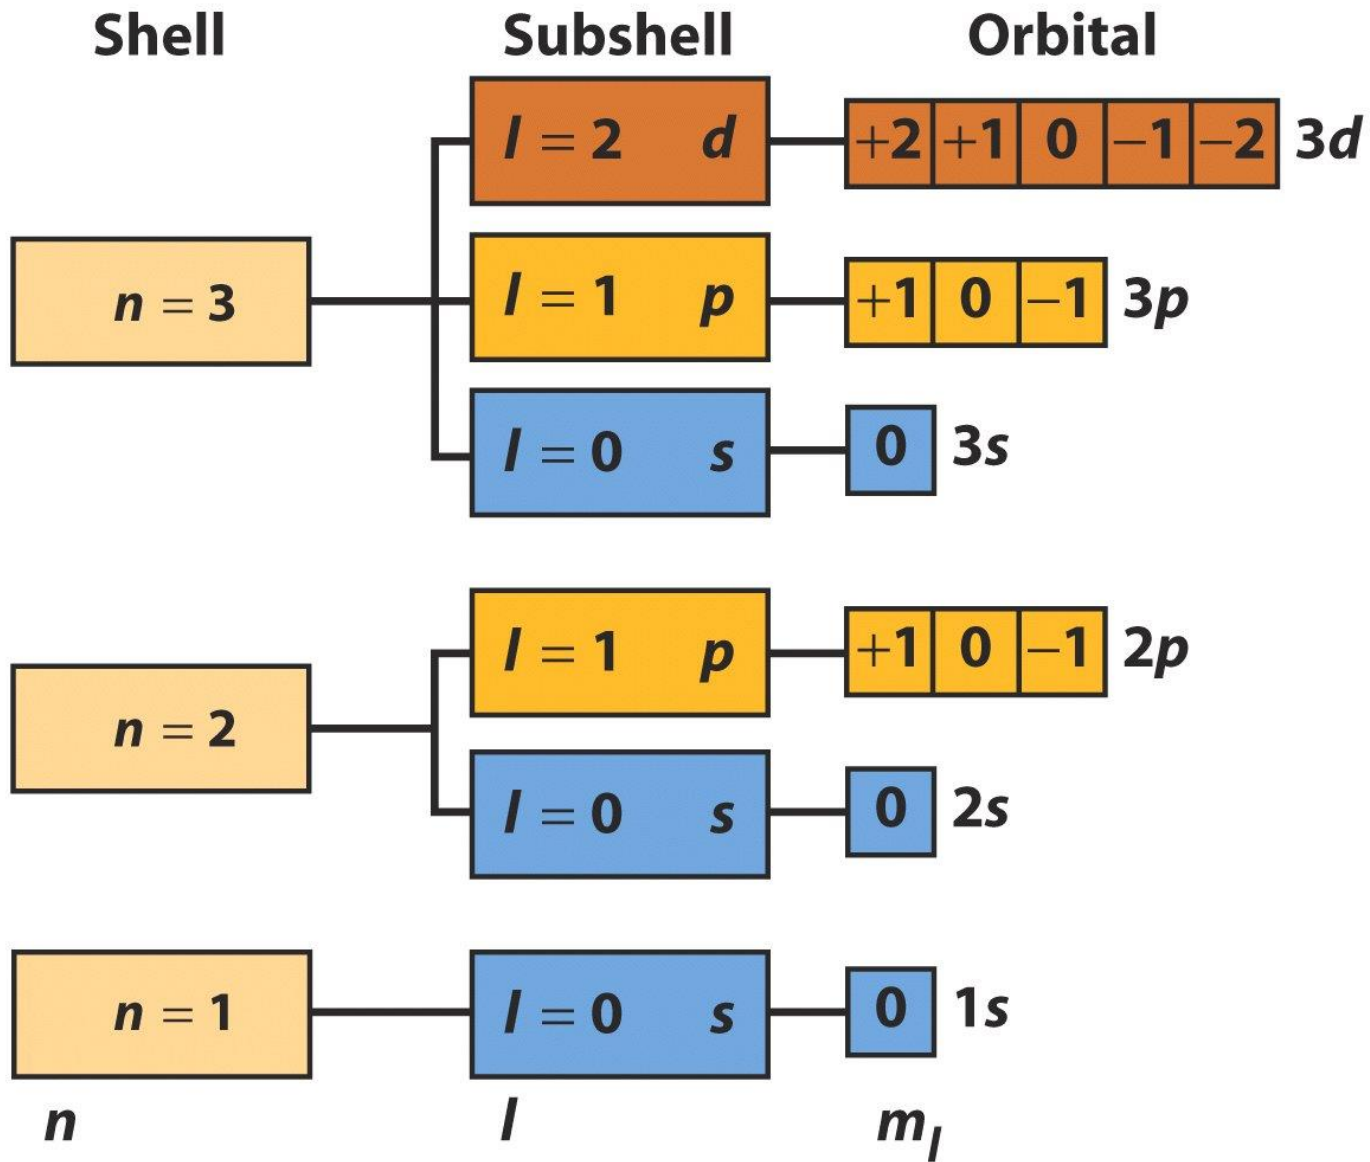 Shell Subshell Orbital
l = 2 d +2 +1 0 −1 −2 3d
n = 3 l = 1 p +1 0 −1 3p
l = 0 s 0 3s
l = 1 p +1 0 −1 2p
n = 2
l = 0 s 0 2s
n = 1 l = 0 s 0 1s
n l m_l